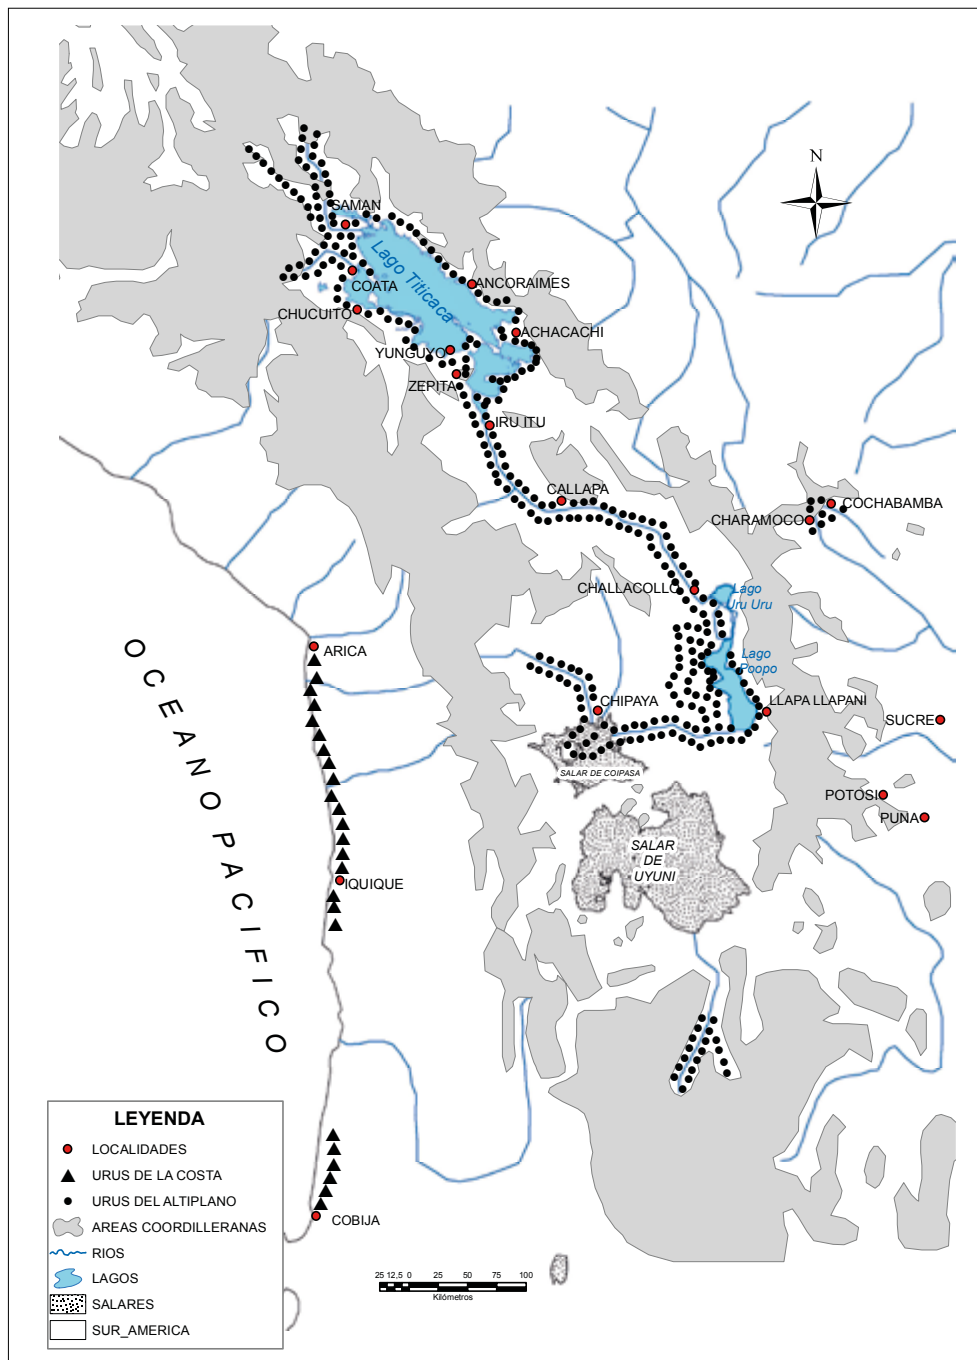 N
SAMAN
Lago Titicaca
ANCORAIMES
COATA
CHUCUITO
ACHACACHI
YUNGUYO
ZEPITA
IRU ITU
CALLAPA
COCHABAMBA
CHARAMOCO
CHALLACOLLO
Lago
Uru Uru
ARICA
Lago
Poopo
CHIPAYA
LLAPA LLAPANI
SUCRE
SALAR DE COIPASA
POTOSI
PUNA
SALAR
DE
UYUNI
IQUIQUE
OCEANO PACIFICO
COBIJA
LEYENDA
LOCALIDADES
URUS DE LA COSTA
URUS DEL ALTIPLANO
AREAS COORDILLERANAS
RIOS
LAGOS
SALARES
SUR_AMERICA
25 12,5 0 25 50 75 100
Kilómetros